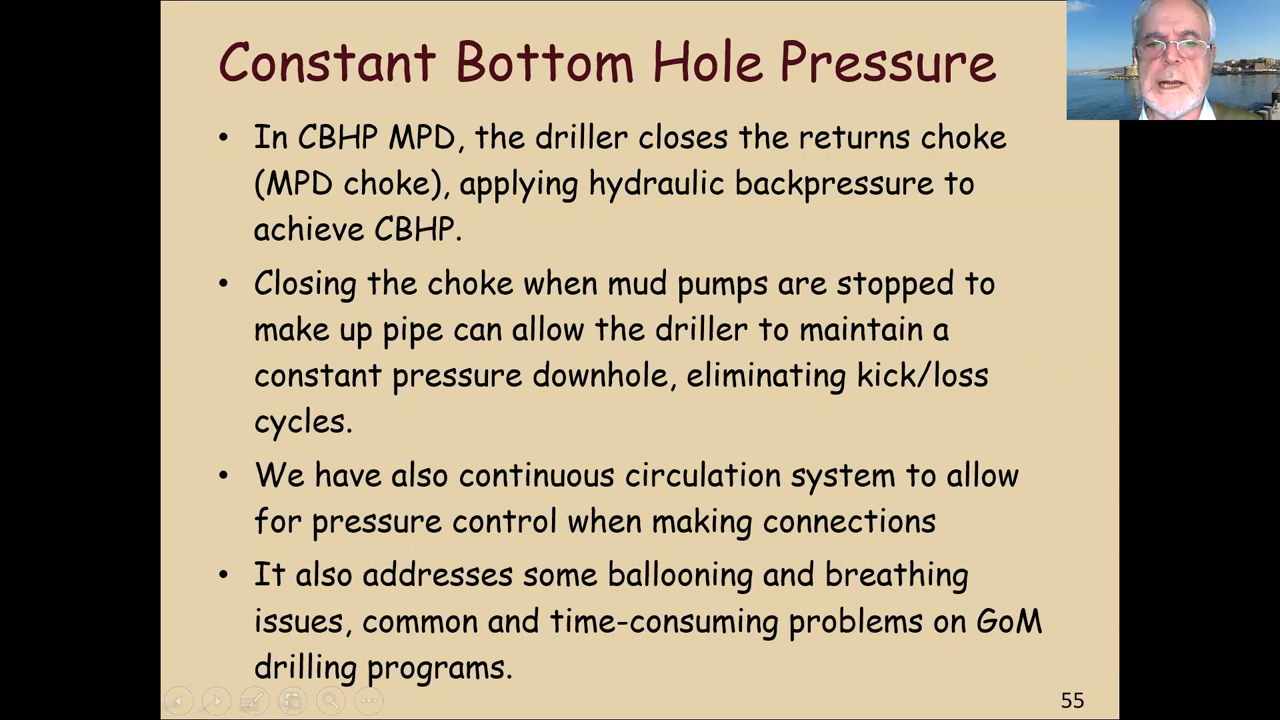 Constant Bottom Hole Pressure
• In CBHP MPD, the driller closes the returns choke
(MPD choke), applying hydraulic backpressure to
achieve CBHP.
• Closing the choke when mud pumps are stopped to
make up pipe can allow the driller to maintain a
constant pressure downhole, eliminating kick/loss
cycles.
• We have also continuous circulation system to allow
for pressure control when making connections
• It also addresses some ballooning and breathing
issues, common and time-consuming problems on GoM
drilling programs.
55